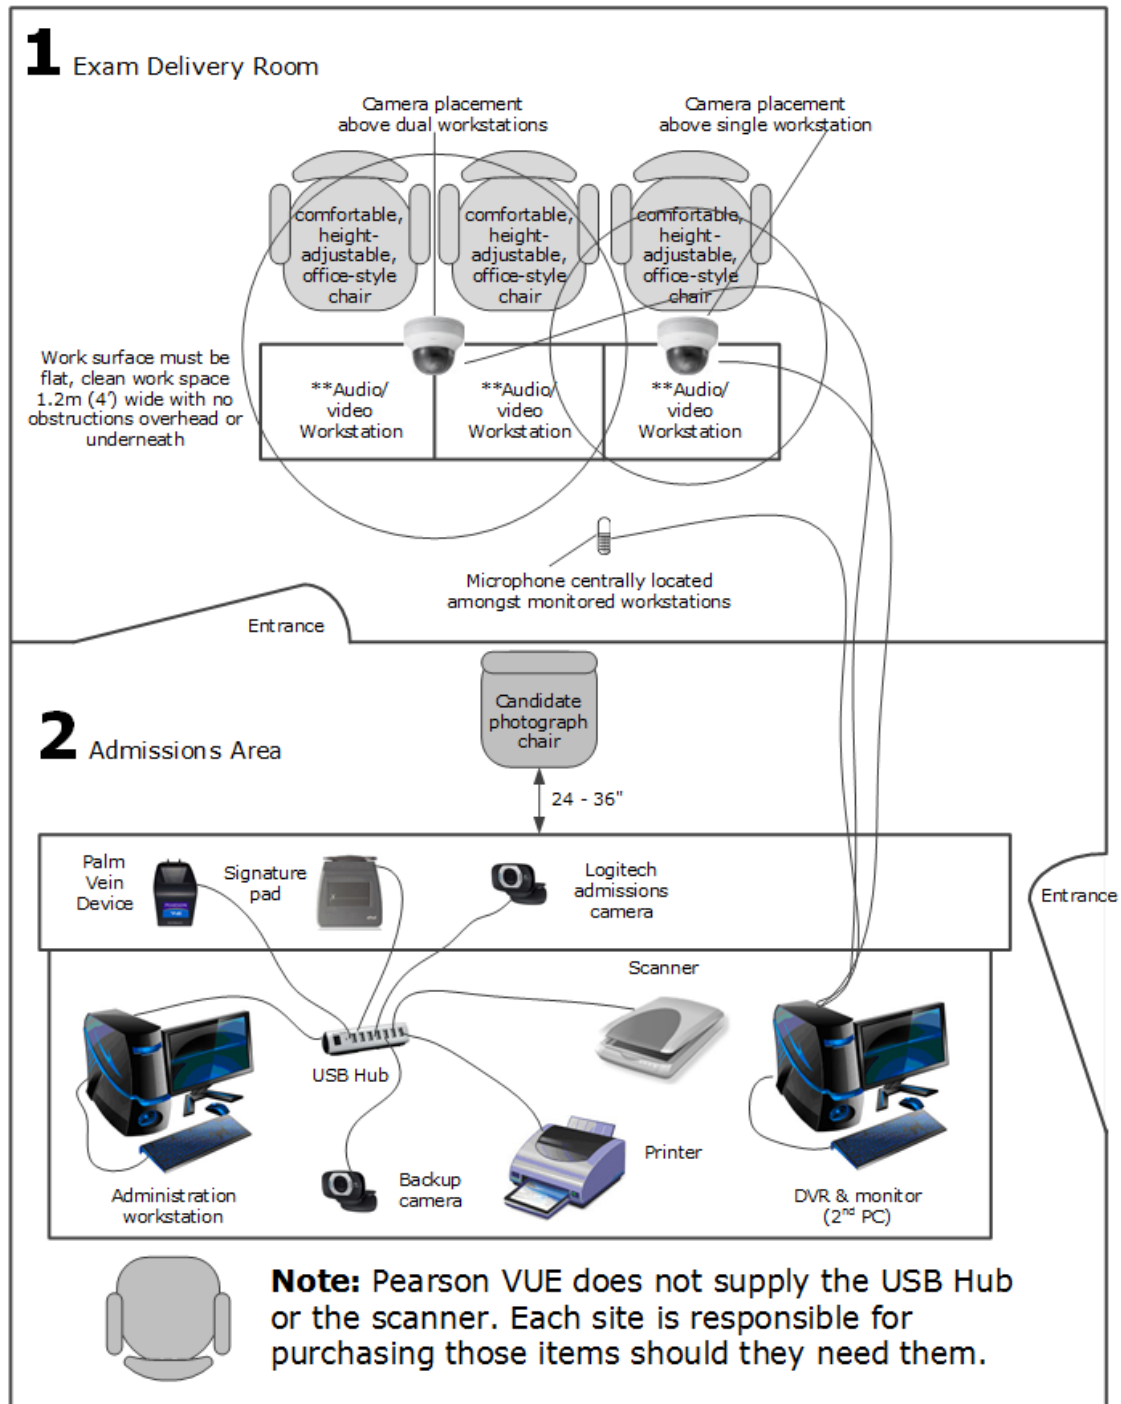 1 Exam Delivery Room
Camera placement
above dual workstations
Camera placement
above single workstation
comfortable,
height-
adjustable,
office-style
chair
comfortable,
height-
adjustable,
office-style
chair
comfortable,
height-
adjustable,
office-style
chair
Work surface must be
flat, clean work space
1.2m (4') wide with no
obstructions overhead or
underneath
**Audio/
video
Workstation
**Audio/
video
Workstation
**Audio/
video
Workstation
Microphone centrally located
amongst monitored workstations
Entrance
2 Admissions Area
Candidate
photograph
chair
24 - 36"
Palm
Vein
Device
Signature
pad
Logitech
admissions
camera
Entrance
Scanner
USB Hub
Printer
Backup
camera
Administration
workstation
DVR & monitor
(2nd PC)
Note: Pearson VUE does not supply the USB Hub
or the scanner. Each site is responsible for
purchasing those items should they need them.